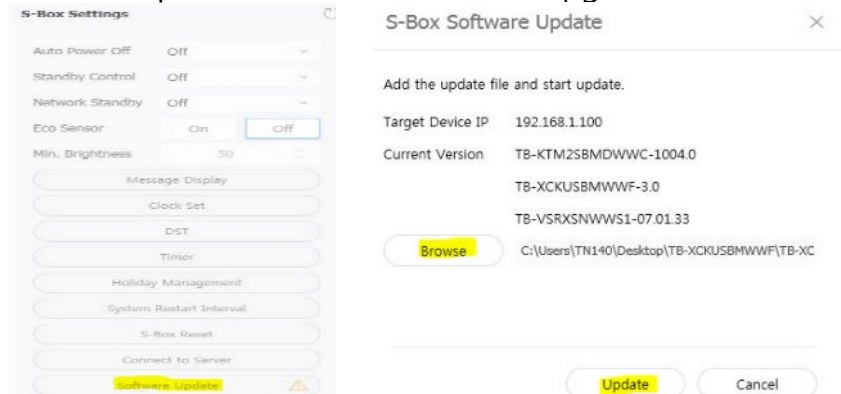 S-Box Settings
Auto Power Off Off
Standby Control Off
Network Standby Off
Eco Sensor On Off
Min. Brightness 50
Message Display
Clock Set
DST
Timer
Holiday Management
System Restart Interval
S-Box Reset
Connect to Server
Software Update
S-Box Software Update
Add the update file and start update.
Target Device IP 192.168.1.100
Current Version TB-KTM2SBMDWWC-1004.0
TB-XCKUSBMWWF-3.0
TB-VSRXSNWWS1-07.01.33
Browse C:\Users\TN140\Desktop\TB-XCKUSBMWWF\TB-XC
Update Cancel